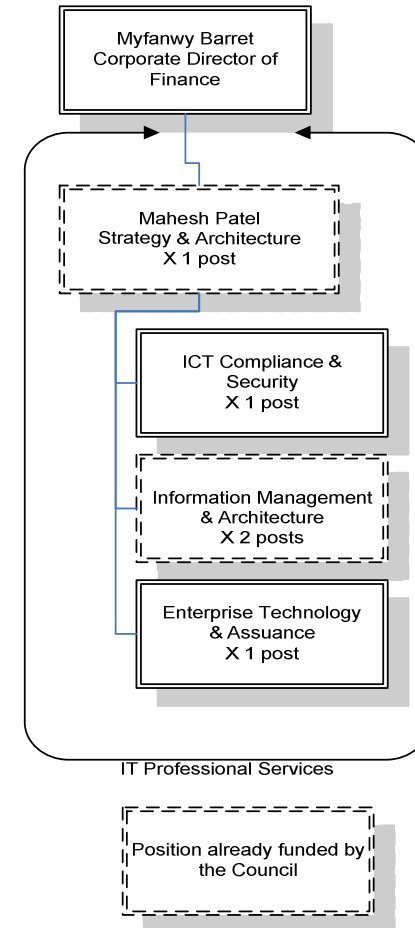 Myfanwy Barret
Corporate Director of
Finance
Mahesh Patel
Strategy & Architecture
X 1 post
ICT Compliance &
Security
X 1 post
Information Management
& Architecture
X 2 posts
Enterprise Technology
& Assuance
X 1 post
IT Professional Services
Position already funded by
the Council